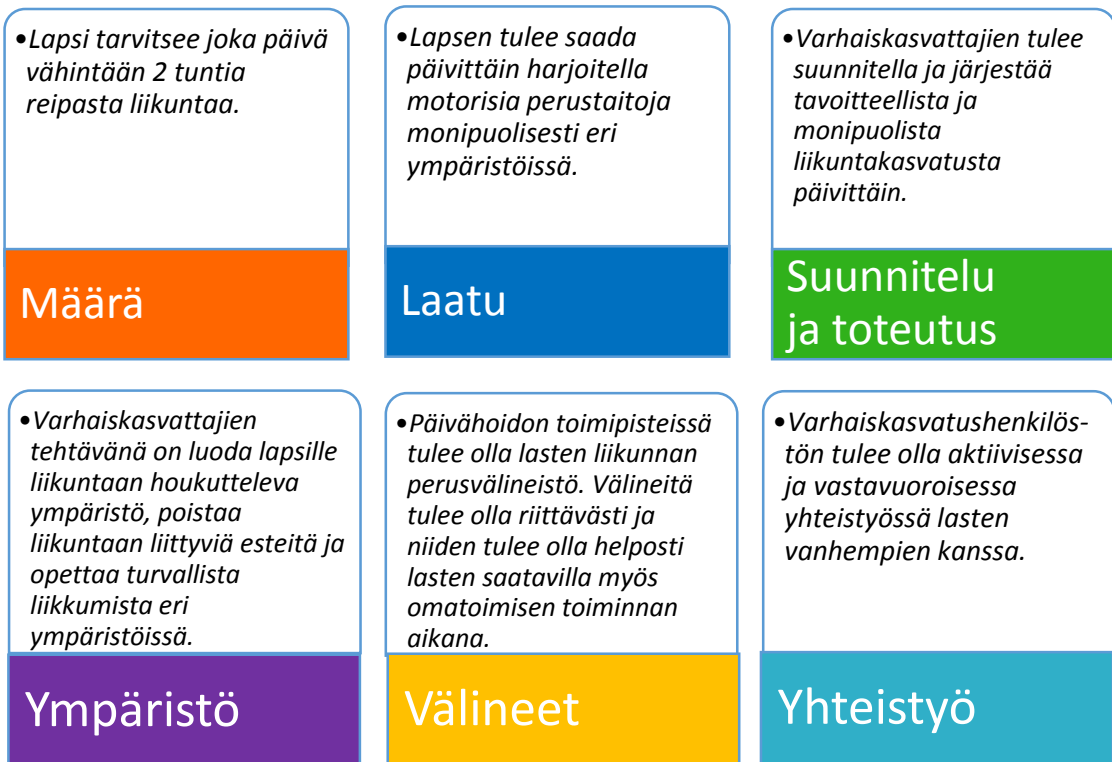 •Lapsi tarvitsee joka päivä
vähintään 2 tuntia
reipasta liikuntaa.
Määrä
•Lapsen tulee saada
päivittäin harjoitella
motorisia perustaitoja
monipuolisesti eri
ympäristöissä.
Laatu
•Varhaiskasvattajien tulee
suunnitella ja järjestää
tavoitteellista ja
monipuolista
liikuntakasvatusta
päivittäin.
Suunnitelu
ja toteutus
•Varhaiskasvattajien
tehtävänä on luoda lapsille
liikuntaan houkutteleva
ympäristö, poistaa
liikuntaan liittyviä esteitä ja
opettaa turvallista
liikkumista eri
ympäristöissä.
Ympäristö
•Päivähoidon toimipisteissä
tulee olla lasten liikunnan
perusvälineistö. Välineitä
tulee olla riittävästi ja
niiden tulee olla helposti
lasten saatavilla myös
omatoimisen toiminnan
aikana.
Välineet
•Varhaiskasvatushenkilös-
tön tulee olla aktiivisessa
ja vastavuoroisessa
yhteistyössä lasten
vanhempien kanssa.
Yhteistyö